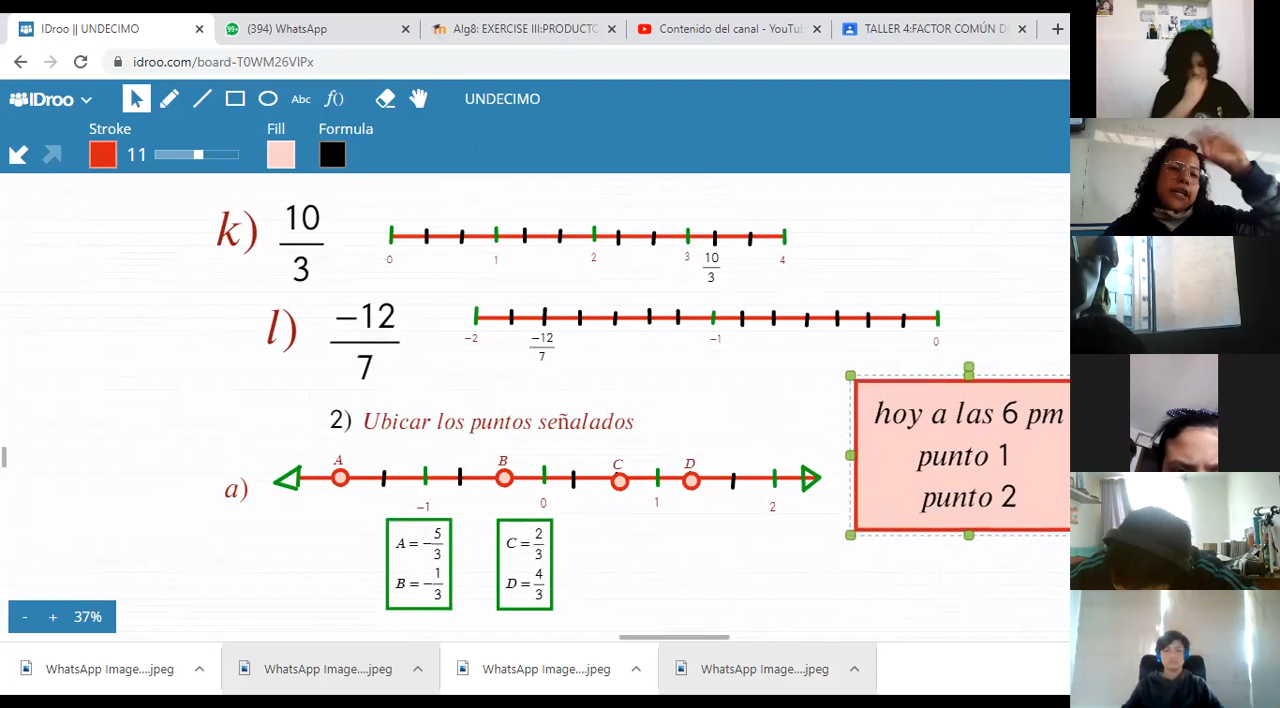 IDroo || UNDECIMO
99+ (394) WhatsApp
Alg8: EXERCISE III:PRODUCTO
Contenido del canal - YouTu
TALLER 4:FACTOR COMÚN D
idroo.com/board-T0WM26VIPx
IDroo Abc f() UNDECIMO
Stroke Fill Formula
11
k) 10/3
0 1 2 3 10/3 4
l) −12/7
−2 −12/7 −1 0
hoy a las 6 pm
punto 1
punto 2
2) Ubicar los puntos señalados
A B C D
a)
−1 0 1 2
A = −5/3
B = −1/3
C = 2/3
D = 4/3
- + 37%
WhatsApp Image....jpeg WhatsApp Image....jpeg WhatsApp Image....jpeg WhatsApp Image....jpeg